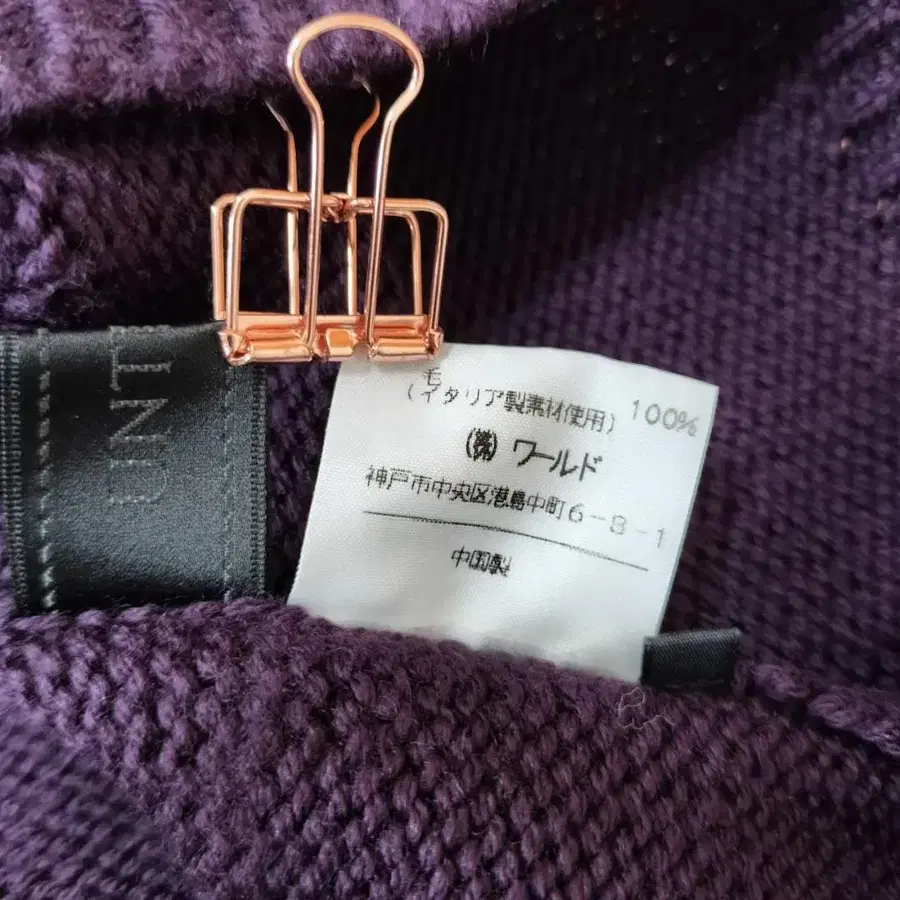 毛 100%
(イタリア製素材使用)
(株) ワールド
神戸市中央区港島中町6-8-1
中国製